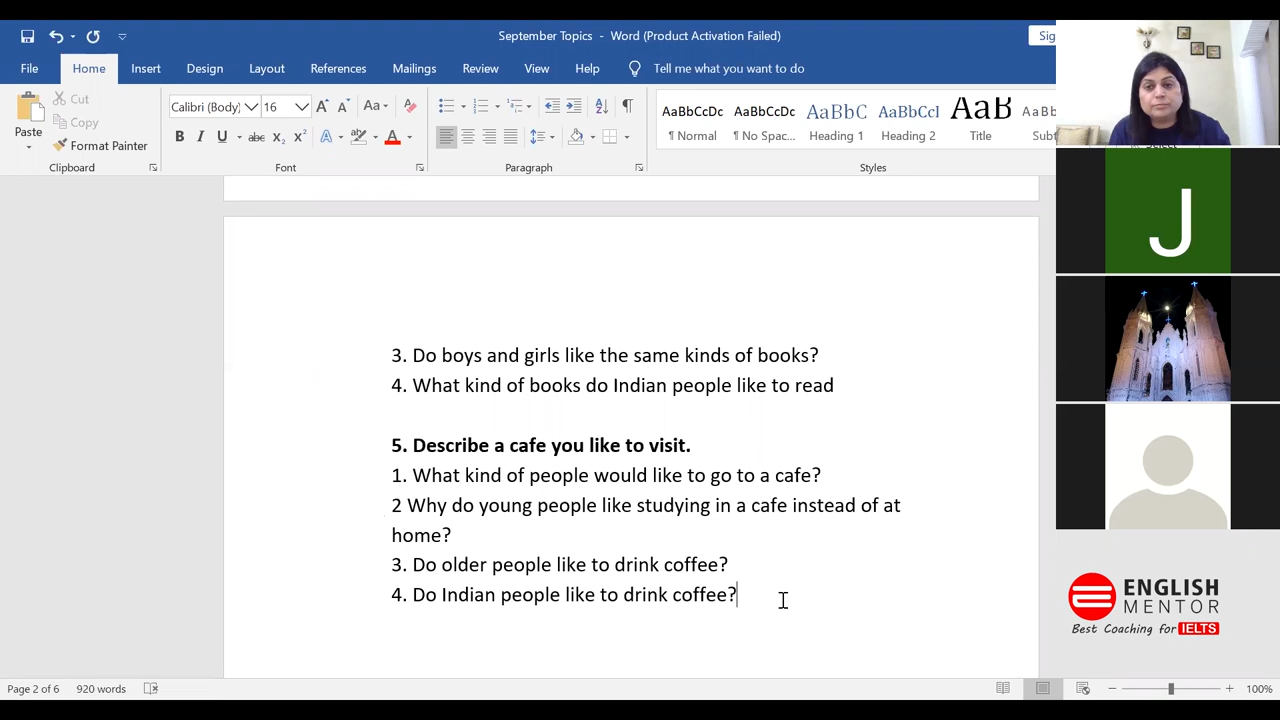 September Topics - Word (Product Activation Failed)
Sig
File Home Insert Design Layout References Mailings Review View Help Tell me what you want to do
Paste
Cut
Copy
Format Painter
Clipboard
Calibri (Body) 16
Aa
B I U abc A A
Font
Paragraph
AaBbCcDc AaBbCcDc AaBbC AaBbCcI AaB AaBb
¶ Normal ¶ No Spac... Heading 1 Heading 2 Title Subt
Styles
J
3. Do boys and girls like the same kinds of books?
4. What kind of books do Indian people like to read
5. Describe a cafe you like to visit.
1. What kind of people would like to go to a cafe?
2 Why do young people like studying in a cafe instead of at
home?
3. Do older people like to drink coffee?
4. Do Indian people like to drink coffee?
ENGLISH
MENTOR
Best Coaching for IELTS
Page 2 of 6 920 words 100%